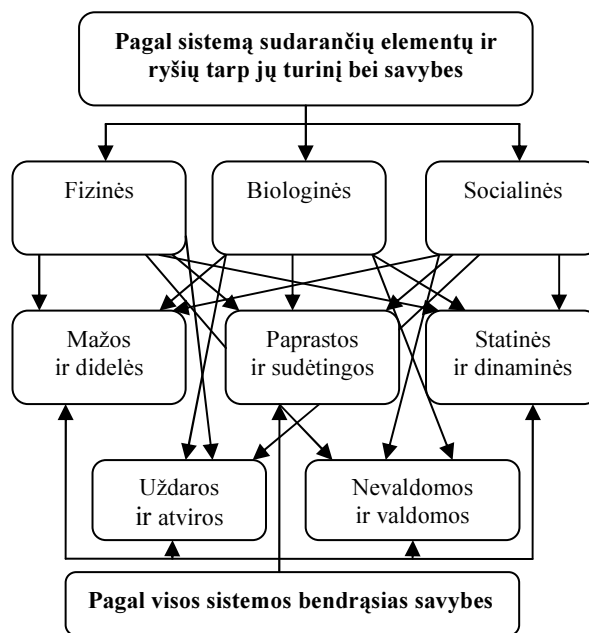 Pagal sistemą sudarančių elementų ir
ryšių tarp jų turinį bei savybes
Fizinės
Biologinės
Socialinės
Mažos
ir didelės
Paprastos
ir sudėtingos
Statinės
ir dinaminės
Uždaros
ir atviros
Nevaldomos
ir valdomos
Pagal visos sistemos bendrąsias savybes